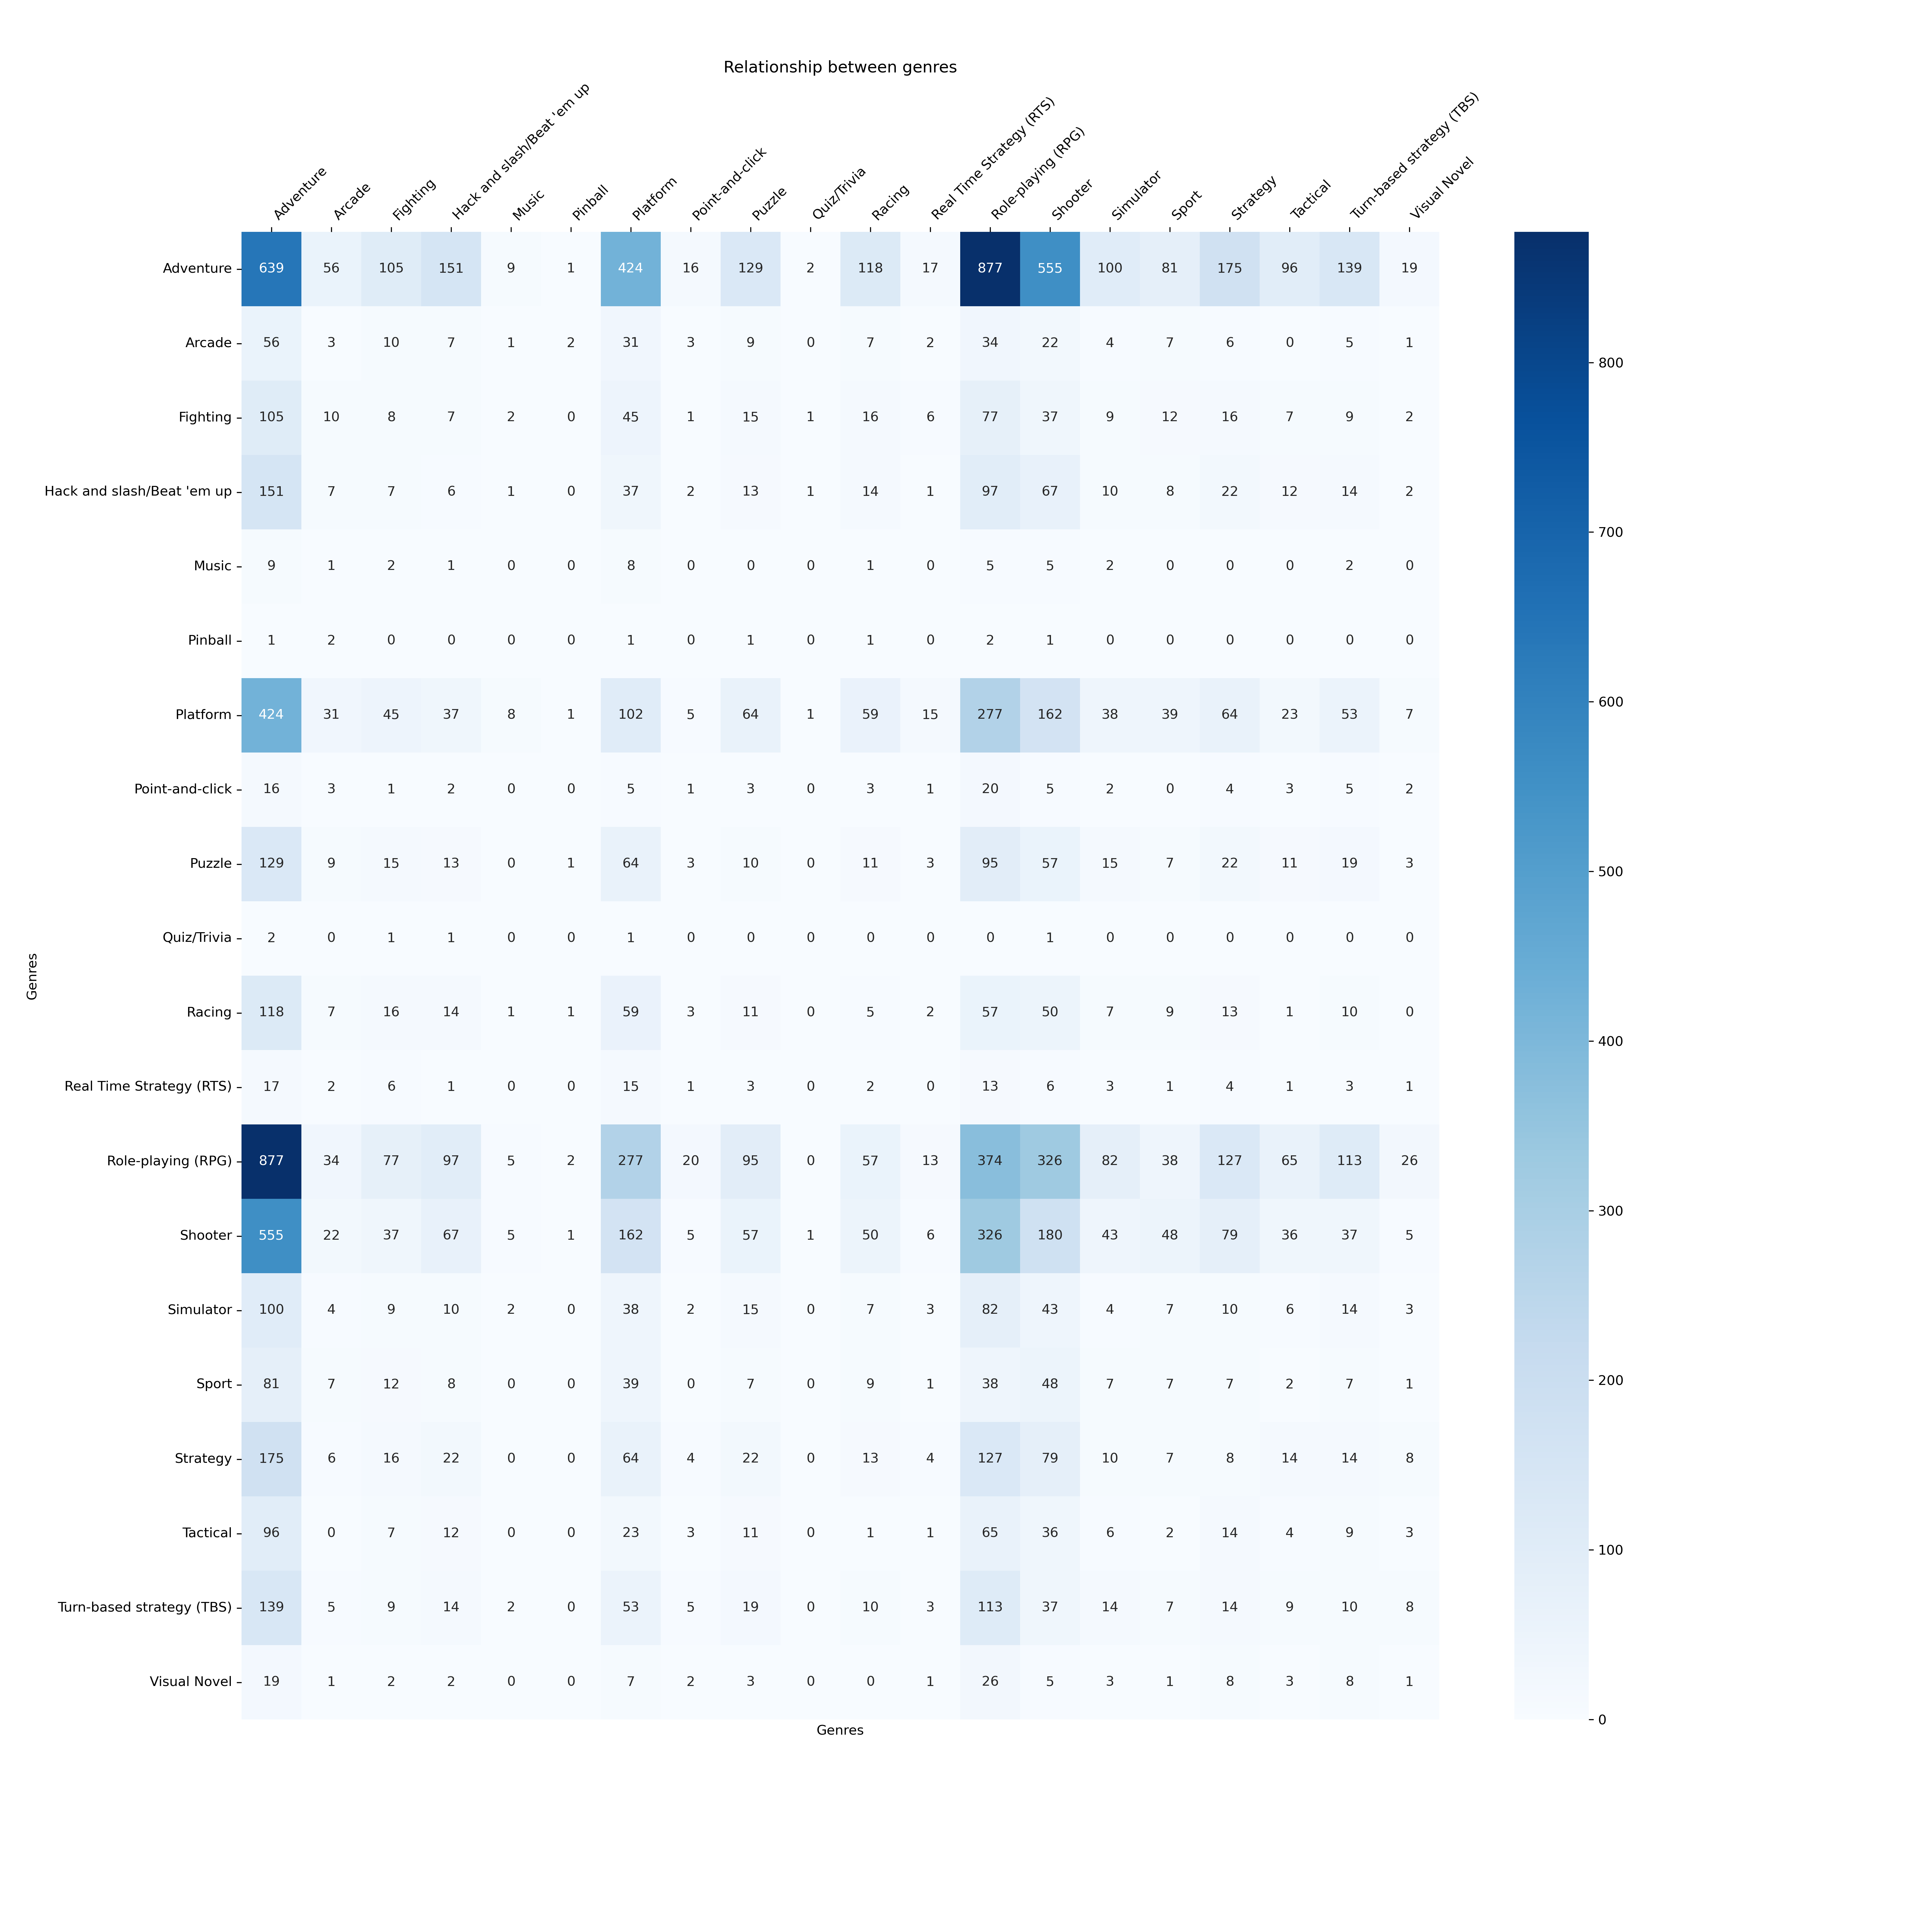 Relationship between genres
Adventure Arcade Fighting Hack and slash/Beat 'em up Music Pinball Platform Point-and-click Puzzle Quiz/Trivia Racing Real Time Strategy (RTS) Role-playing (RPG) Shooter Simulator Sport Strategy Tactical Turn-based strategy (TBS) Visual Novel
Adventure 639 56 105 151 9 1 424 16 129 2 118 17 877 555 100 81 175 96 139 19
Arcade 56 3 10 7 1 2 31 3 9 0 7 2 34 22 4 7 6 0 5 1
800
Fighting 105 10 8 7 2 0 45 1 15 1 16 6 77 37 9 12 16 7 9 2
Hack and slash/Beat 'em up 151 7 7 6 1 0 37 2 13 1 14 1 97 67 10 8 22 12 14 2
700
Music 9 1 2 1 0 0 8 0 0 0 1 0 5 5 2 0 0 0 2 0
Pinball 1 2 0 0 0 0 1 0 1 0 1 0 2 1 0 0 0 0 0 0
600
Platform 424 31 45 37 8 1 102 5 64 1 59 15 277 162 38 39 64 23 53 7
Point-and-click 16 3 1 2 0 0 5 1 3 0 3 1 20 5 2 0 4 3 5 2
Puzzle 129 9 15 13 0 1 64 3 10 0 11 3 95 57 15 7 22 11 19 3
500
Quiz/Trivia 2 0 1 1 0 0 1 0 0 0 0 0 0 1 0 0 0 0 0 0
Genres
Racing 118 7 16 14 1 1 59 3 11 0 5 2 57 50 7 9 13 1 10 0
400
Real Time Strategy (RTS) 17 2 6 1 0 0 15 1 3 0 2 0 13 6 3 1 4 1 3 1
Role-playing (RPG) 877 34 77 97 5 2 277 20 95 0 57 13 374 326 82 38 127 65 113 26
300
Shooter 555 22 37 67 5 1 162 5 57 1 50 6 326 180 43 48 79 36 37 5
Simulator 100 4 9 10 2 0 38 2 15 0 7 3 82 43 4 7 10 6 14 3
200
Sport 81 7 12 8 0 0 39 0 7 0 9 1 38 48 7 7 7 2 7 1
Strategy 175 6 16 22 0 0 64 4 22 0 13 4 127 79 10 7 8 14 14 8
Tactical 96 0 7 12 0 0 23 3 11 0 1 1 65 36 6 2 14 4 9 3
100
Turn-based strategy (TBS) 139 5 9 14 2 0 53 5 19 0 10 3 113 37 14 7 14 9 10 8
Visual Novel 19 1 2 2 0 0 7 2 3 0 0 1 26 5 3 1 8 3 8 1
0
Genres